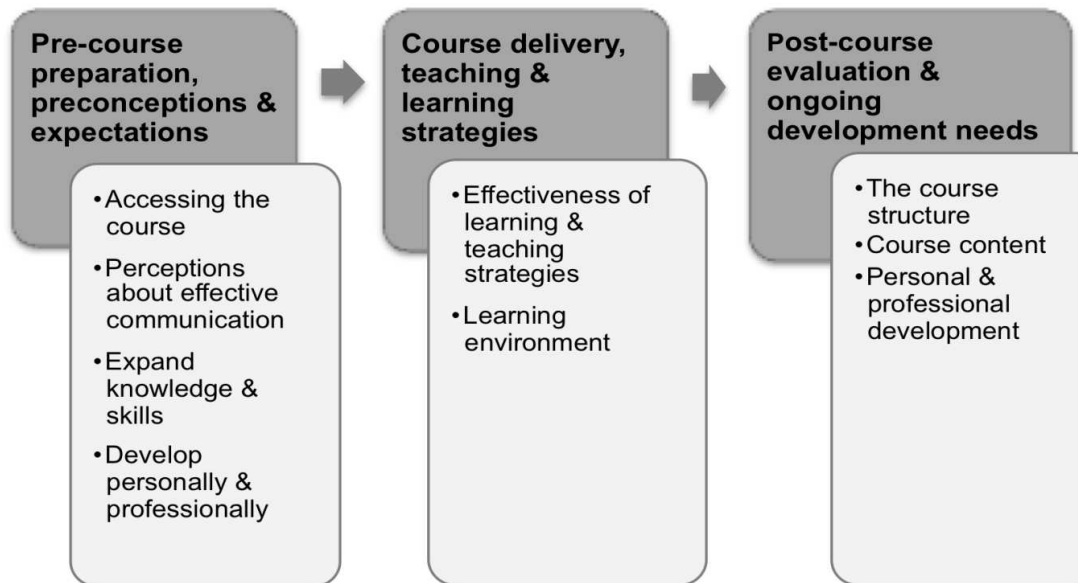 Pre-course
preparation,
preconceptions &
expectations
•Accessing the
course
•Perceptions
about effective
communication
•Expand
knowledge &
skills
•Develop
personally &
professionally
Course delivery,
teaching &
learning
strategies
•Effectiveness of
learning &
teaching
strategies
•Learning
environment
Post-course
evaluation &
ongoing
development needs
•The course
structure
•Course content
•Personal &
professional
development